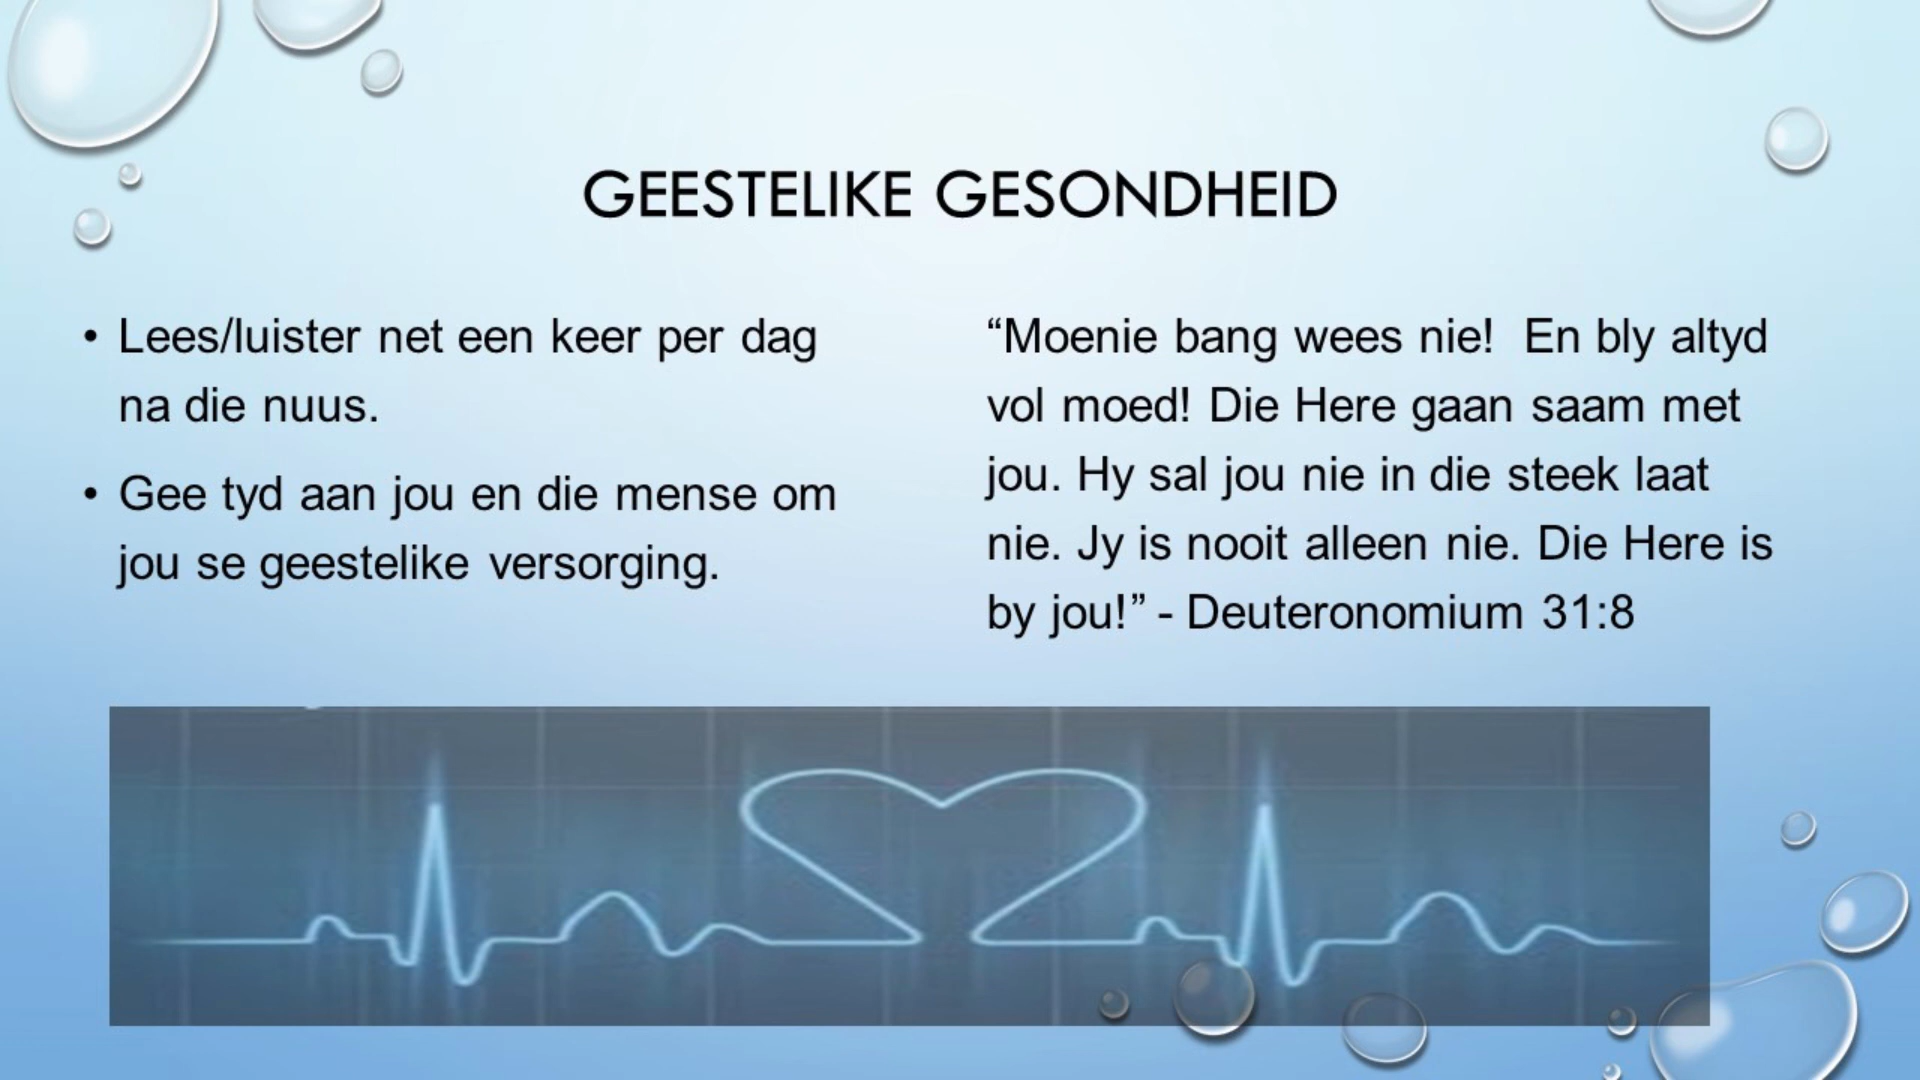 GEESTELIKE GESONDHEID
• Lees/luister net een keer per dag
na die nuus.
• Gee tyd aan jou en die mense om
jou se geestelike versorging.
“Moenie bang wees nie!  En bly altyd
vol moed! Die Here gaan saam met
jou. Hy sal jou nie in die steek laat
nie. Jy is nooit alleen nie. Die Here is
by jou!” - Deuteronomium 31:8